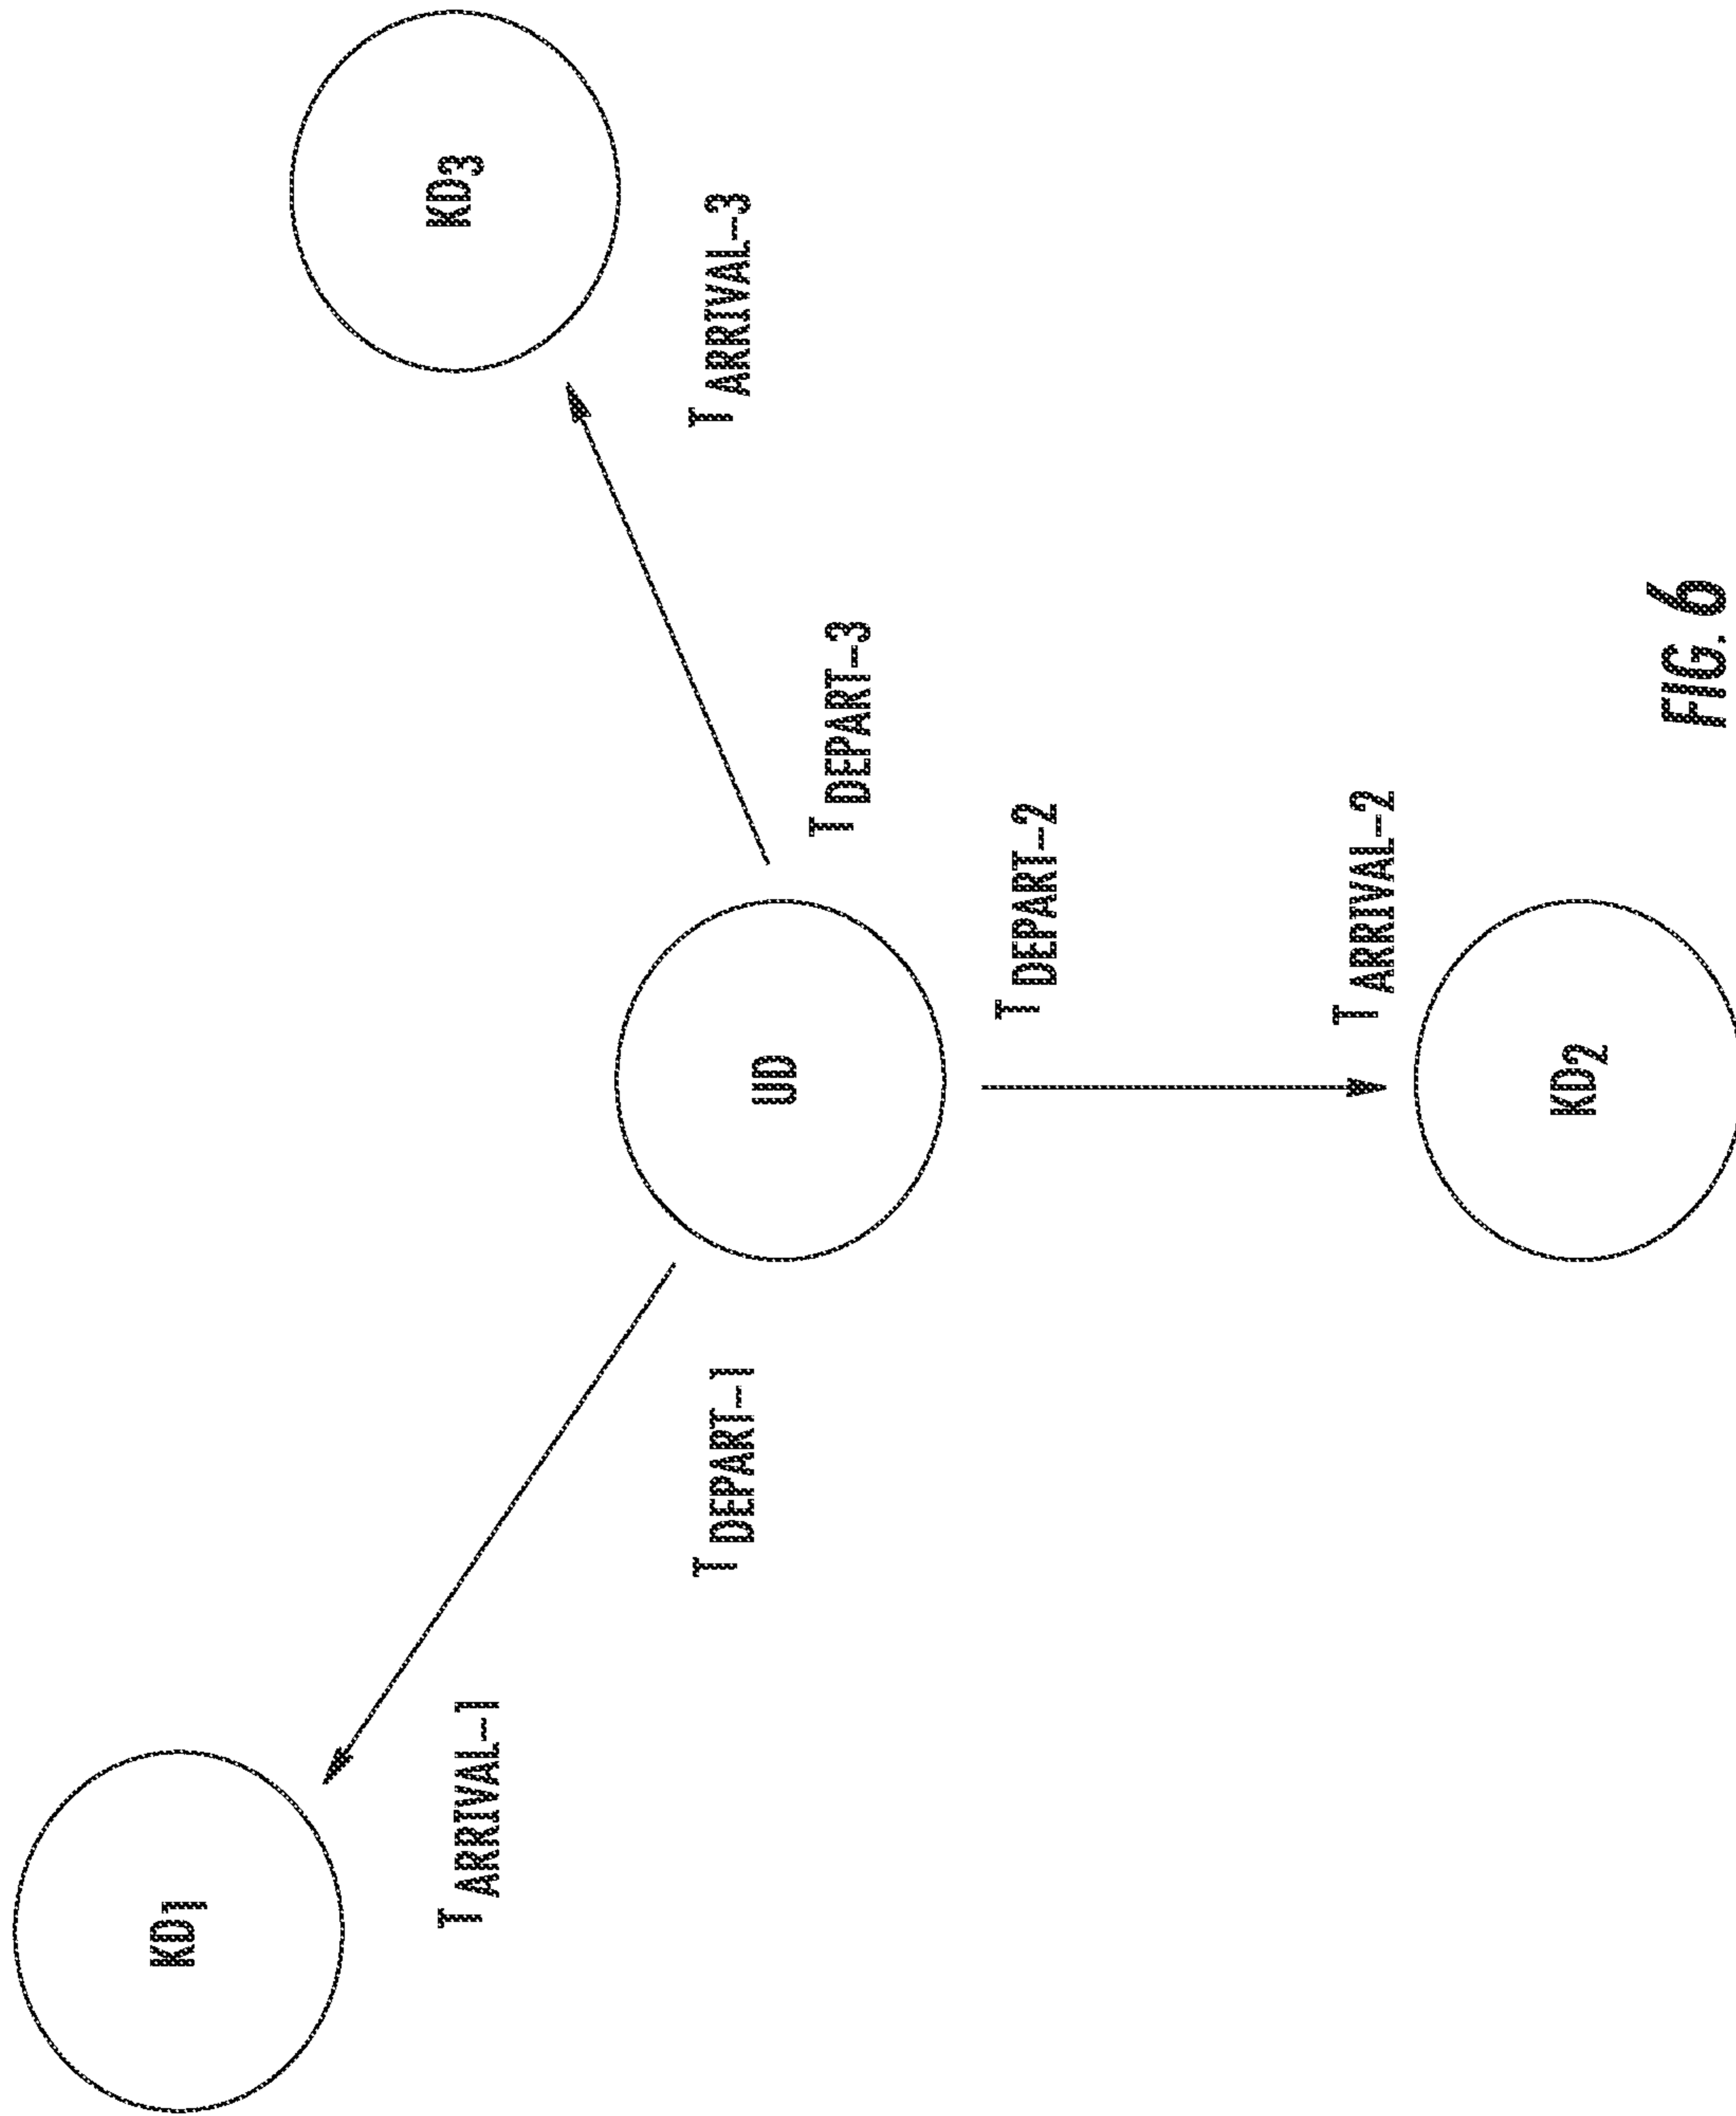 KD₁
KD₃
T ARRIVAL–1
T ARRIVAL–3
T DEPART–1
UD
T DEPART–3
T DEPART–2
T ARRIVAL–2
KD₂
FIG. 6